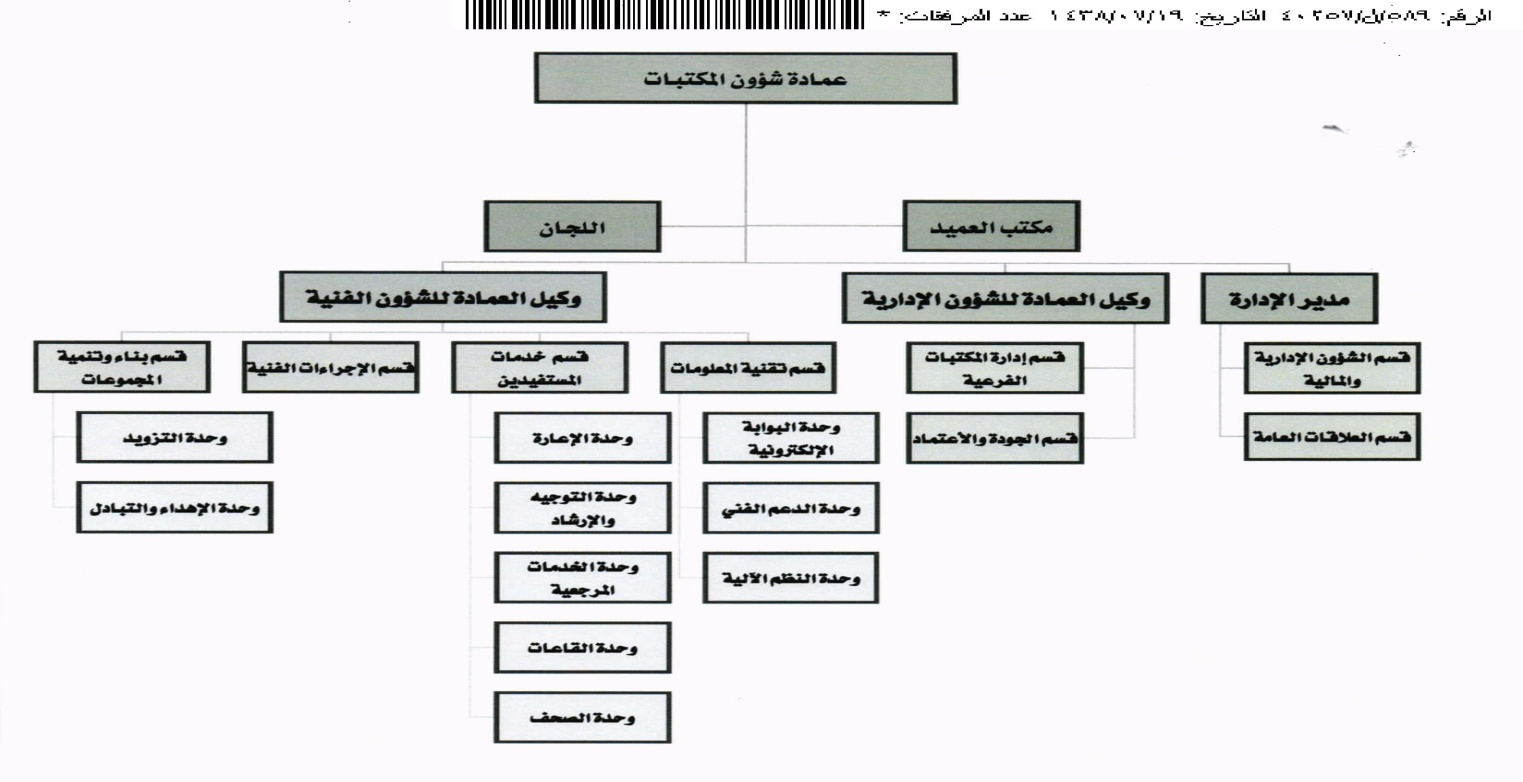 الرقم: ٤٠٢٥٧/ل/٥٨٩ التاريخ: ١٤٣٨/٠٧/١٩ عدد المرفقات: *
عمادة شؤون المكتبات
مكتب العميد
اللجان
مدير الإدارة
وكيل العمادة للشؤون الإدارية
وكيل العمادة للشؤون الفنية
قسم الشؤون الإدارية
والمالية
قسم العلاقات العامة
قسم إدارة المكتبات
الفرعية
قسم الجودة والأعتماد
قسم تقنية المعلومات
وحدة البوابة
الإلكترونية
وحدة الدعم الفني
وحدة النظم الآلية
قسم خدمات
المستفيدين
وحدة الإعارة
وحدة التوجيه
والإرشاد
وحدة الخدمات
المرجعية
وحدة القاعات
وحدة الصحف
قسم الإجراءات الفنية
قسم بناء وتنمية
المجموعات
وحدة التزويد
وحدة الإهداء والتبادل